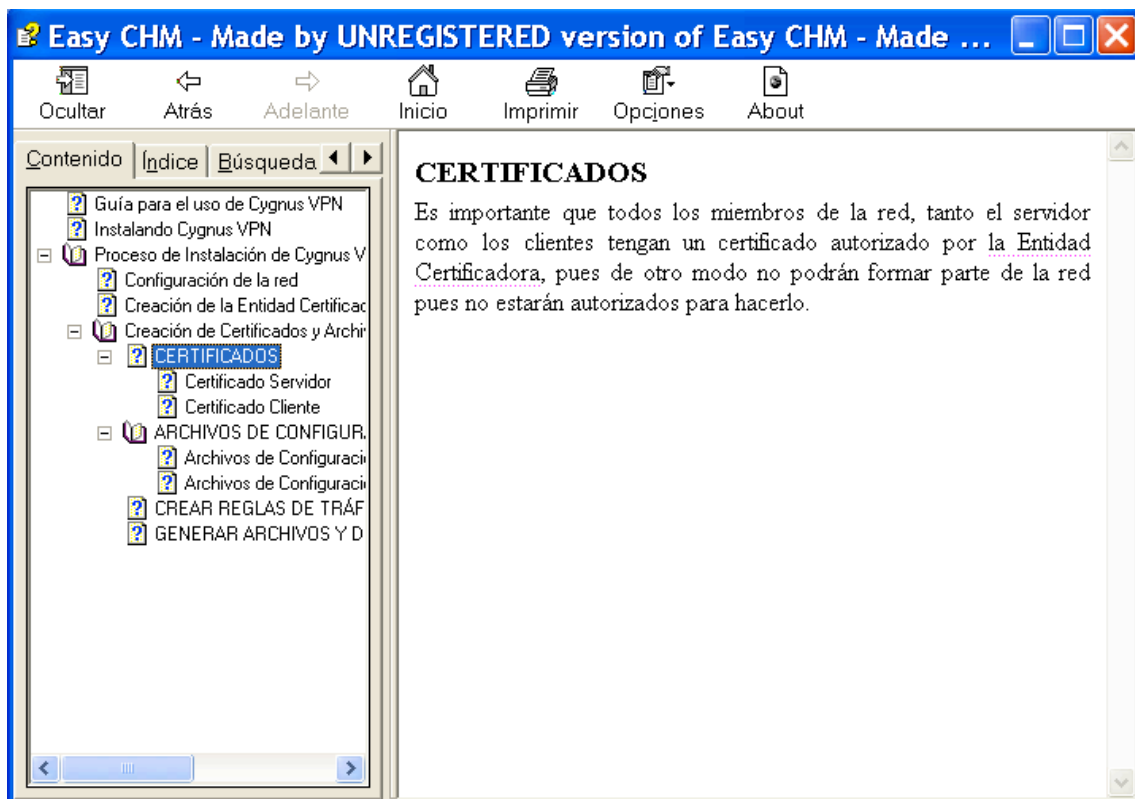 Easy CHM - Made by UNREGISTERED version of Easy CHM - Made ...
Ocultar Atrás Adelante Inicio Imprimir Opciones About
Contenido Índice Búsqueda
Guía para el uso de Cygnus VPN
Instalando Cygnus VPN
Proceso de Instalación de Cygnus V
Configuración de la red
Creación de la Entidad Certificac
Creación de Certificados y Archi
CERTIFICADOS
Certificado Servidor
Certificado Cliente
ARCHIVOS DE CONFIGUR
Archivos de Configuraci
Archivos de Configuraci
CREAR REGLAS DE TRÁF
GENERAR ARCHIVOS Y D
CERTIFICADOS
Es importante que todos los miembros de la red, tanto el servidor
como los clientes tengan un certificado autorizado por la Entidad
Certificadora, pues de otro modo no podrán formar parte de la red
pues no estarán autorizados para hacerlo.